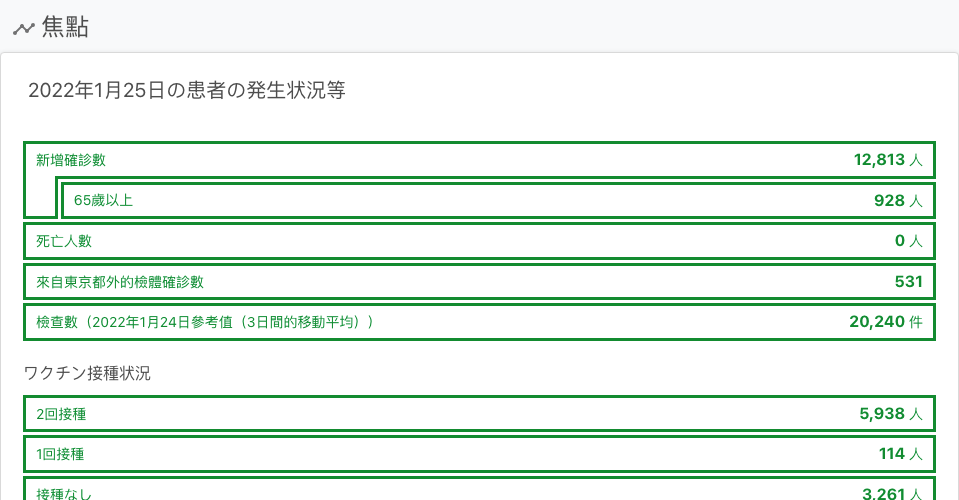 焦點
2022年1月25日の患者の発生状況等
新增確診數 12,813 人
65歲以上 928 人
死亡人數 0 人
來自東京都外的檢體確診數 531
檢查數（2022年1月24日參考值（3日間的移動平均）） 20,240 件
ワクチン接種状況
2回接種 5,938 人
1回接種 114 人
接種なし 3,261 人